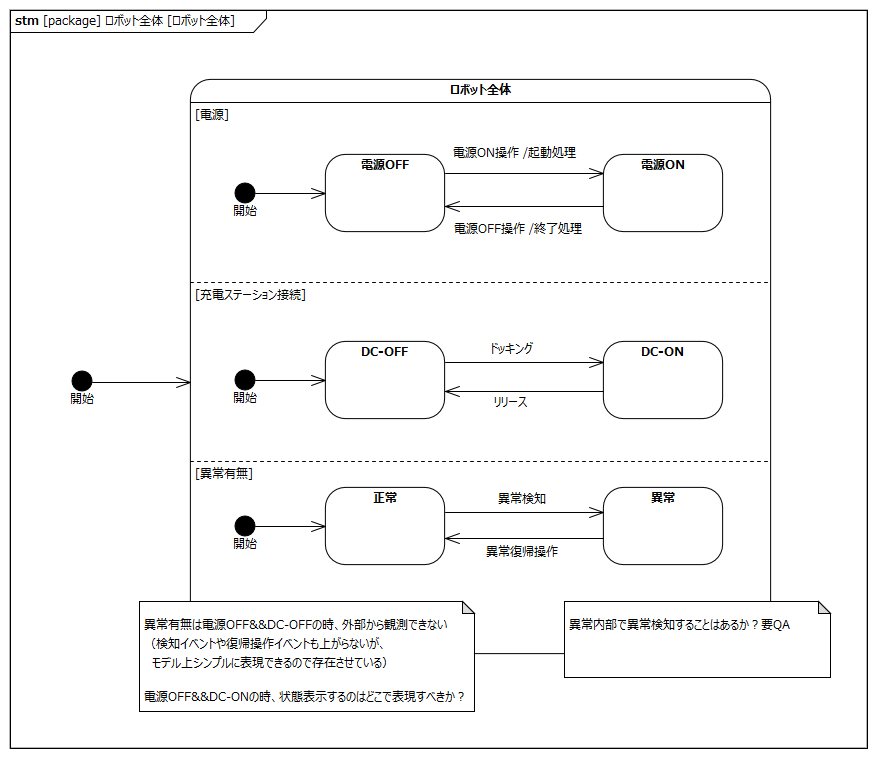 stm [package] ロボット全体 [ロボット全体]
ロボット全体
[電源]
電源OFF
電源ON操作 /起動処理
電源ON
開始
電源OFF操作 /終了処理
[充電ステーション接続]
DC-OFF
ドッキング
DC-ON
開始
開始
リリース
[異常有無]
正常
異常検知
異常
開始
異常復帰操作
異常有無は電源OFF&&DC-OFFの時、外部から観測できない
（検知イベントや復帰操作イベントも上がらないが、
モデル上シンプルに表現できるので存在させている）
電源OFF&&DC-ONの時、状態表示するのはどこで表現すべきか？
異常内部で異常検知することはあるか？要QA